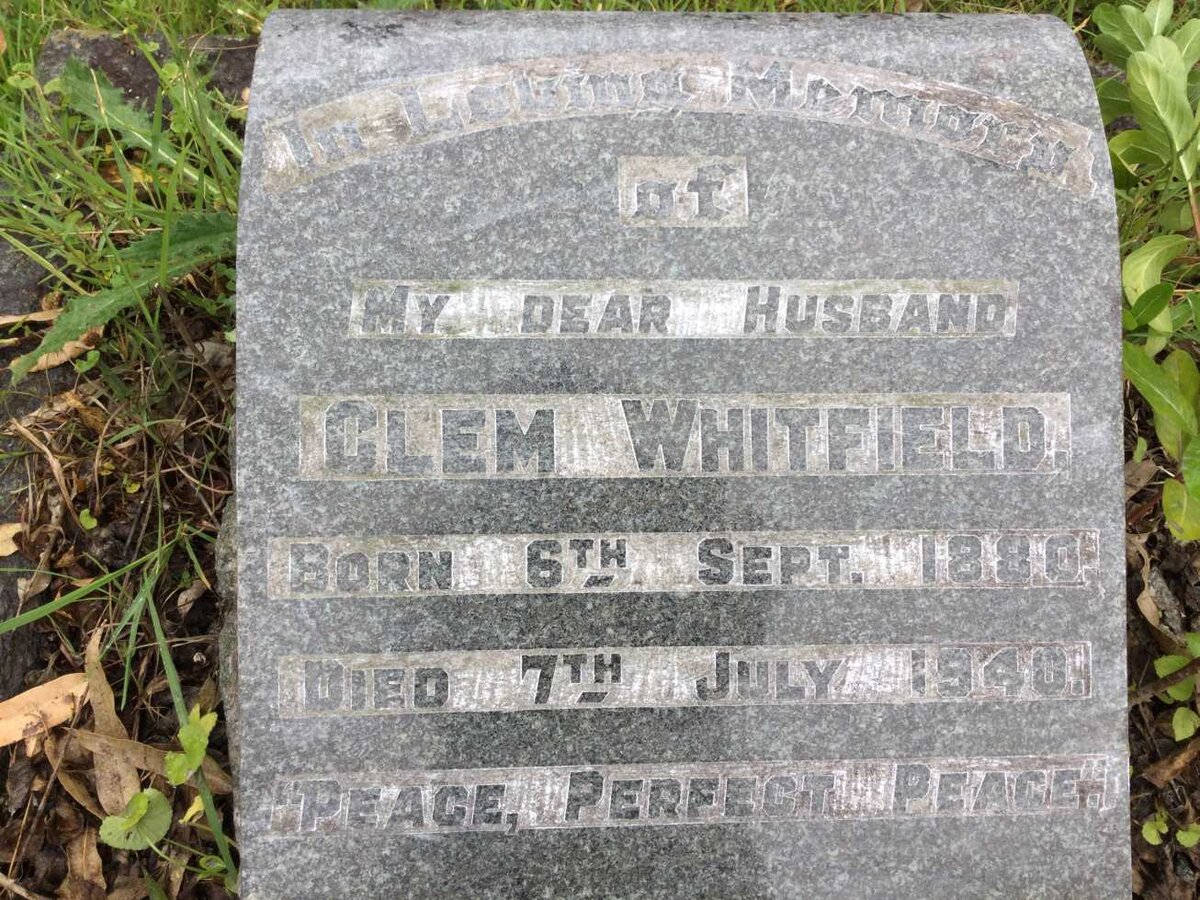 In Loving Memory
of
My dear Husband
Clem Whitfield,
Born 6th Sept. 1880,
Died 7th July 1940,
"Peace, Perfect Peace"